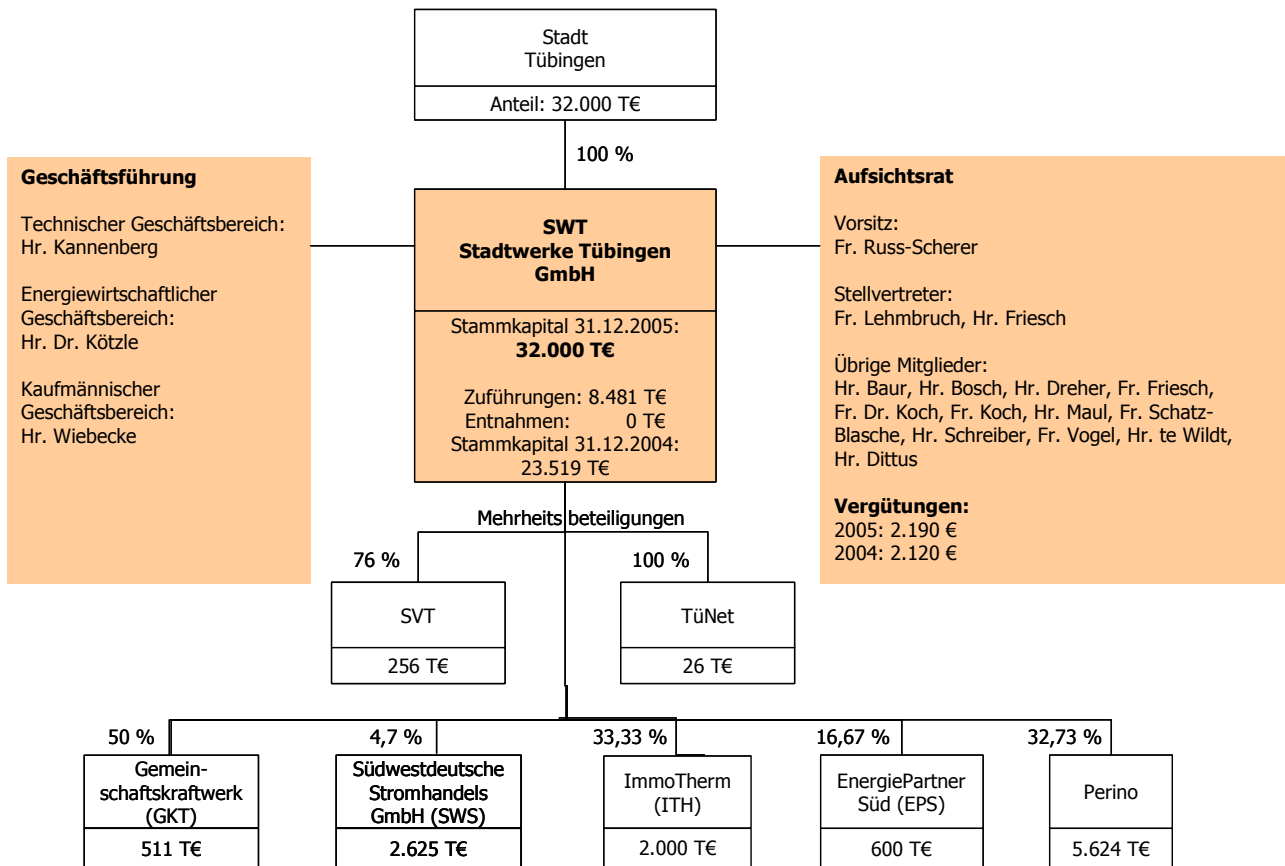 Stadt
Tübingen
Anteil: 32.000 T€
100 %
Geschäftsführung
Technischer Geschäftsbereich:
Hr. Kannenberg
Energiewirtschaftlicher
Geschäftsbereich:
Hr. Dr. Kötzle
Kaufmännischer
Geschäftsbereich:
Hr. Wiebecke
SWT
Stadtwerke Tübingen
GmbH
Stammkapital 31.12.2005:
32.000 T€
Zuführungen: 8.481 T€
Entnahmen: 0 T€
Stammkapital 31.12.2004:
23.519 T€
Aufsichtsrat
Vorsitz:
Fr. Russ-Scherer
Stellvertreter:
Fr. Lehmbruch, Hr. Friesch
Übrige Mitglieder:
Hr. Baur, Hr. Bosch, Hr. Dreher, Fr. Friesch,
Fr. Dr. Koch, Fr. Koch, Hr. Maul, Fr. Schatz-
Blasche, Hr. Schreiber, Fr. Vogel, Hr. te Wildt,
Hr. Dittus
Vergütungen:
2005: 2.190 €
2004: 2.120 €
Mehrheits beteiligungen
76 %
SVT
256 T€
100 %
TüNet
26 T€
50 %
Gemein-
schaftskraftwerk
(GKT)
511 T€
4,7 %
Südwestdeutsche
Stromhandels
GmbH (SWS)
2.625 T€
33,33 %
ImmoTherm
(ITH)
2.000 T€
16,67 %
EnergiePartner
Süd (EPS)
600 T€
32,73 %
Perino
5.624 T€